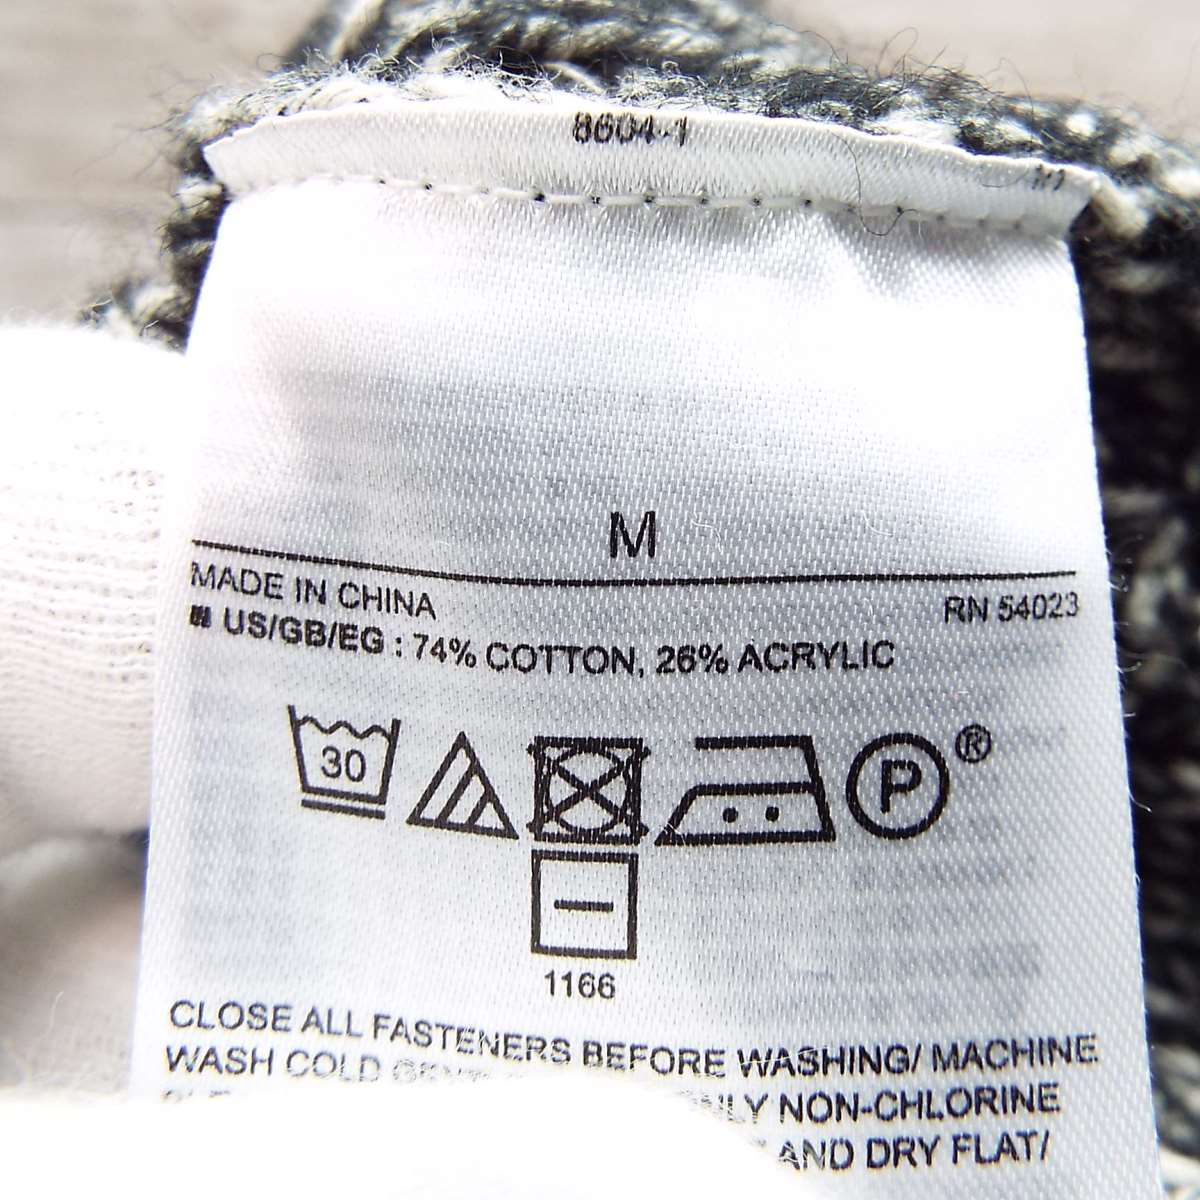 8604-1
M
M
MADE IN CHINA
RN 54023
US/GB/EG : 74% COTTON, 26% ACRYLIC
30
P
®
1166
CLOSE ALL FASTENERS BEFORE WASHING/ MACHINE
WASH COLD
ONLY NON-CHLORINE
AND DRY FLAT/